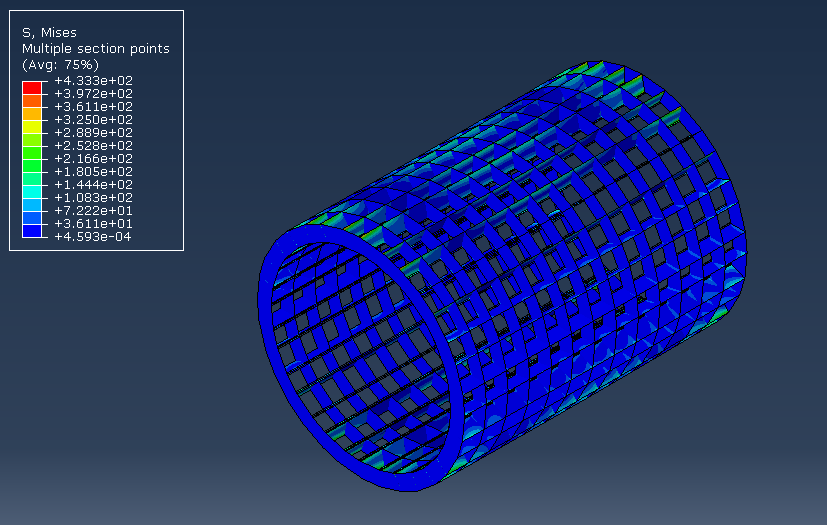 S, Mises
Multiple section points
(Avg: 75%)
+4.333e+02
+3.972e+02
+3.611e+02
+3.250e+02
+2.889e+02
+2.528e+02
+2.166e+02
+1.805e+02
+1.444e+02
+1.083e+02
+7.222e+01
+3.611e+01
+4.593e-04